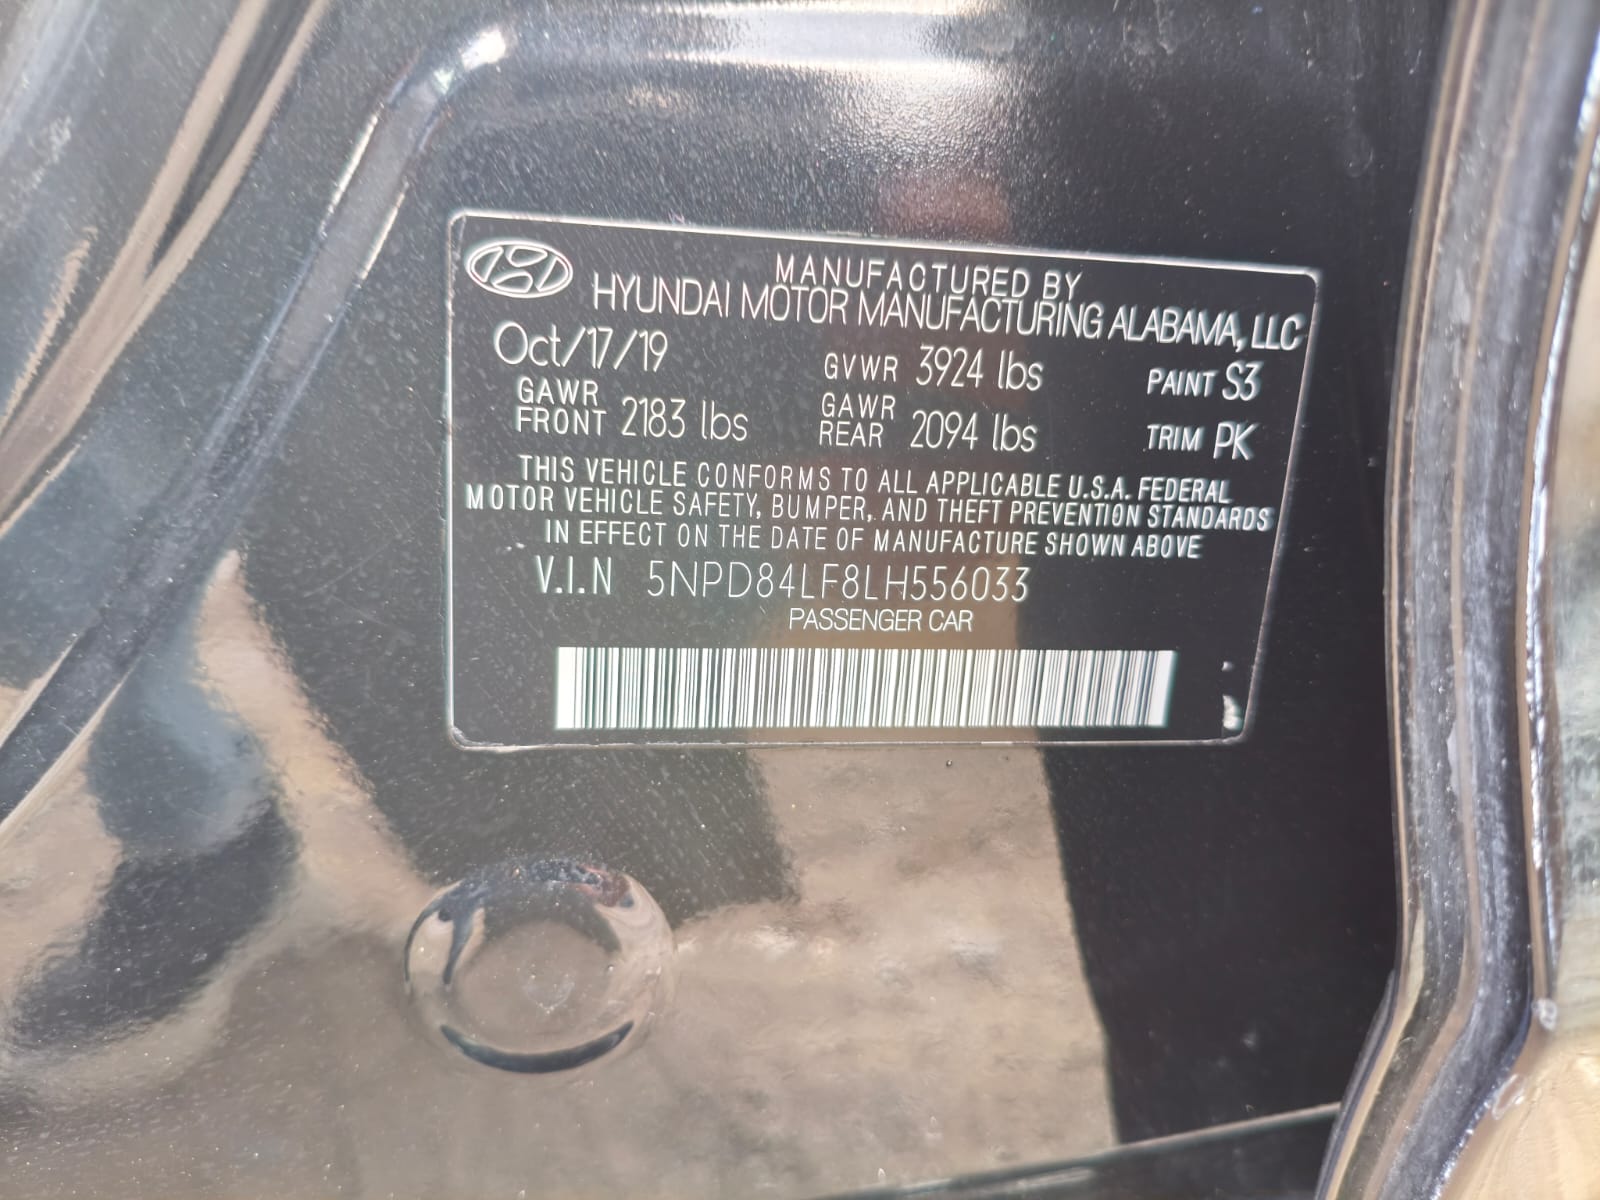 MANUFACTURED BY
HYUNDAI MOTOR MANUFACTURING ALABAMA, LLC
Oct/17/19 GVWR 3924 lbs PAINT S3
GAWR FRONT 2183 lbs GAWR REAR 2094 lbs TRIM PK
THIS VEHICLE CONFORMS TO ALL APPLICABLE U.S.A. FEDERAL
MOTOR VEHICLE SAFETY, BUMPER, AND THEFT PREVENTION STANDARDS
IN EFFECT ON THE DATE OF MANUFACTURE SHOWN ABOVE
V.I.N 5NPD84LF8LH556033
PASSENGER CAR